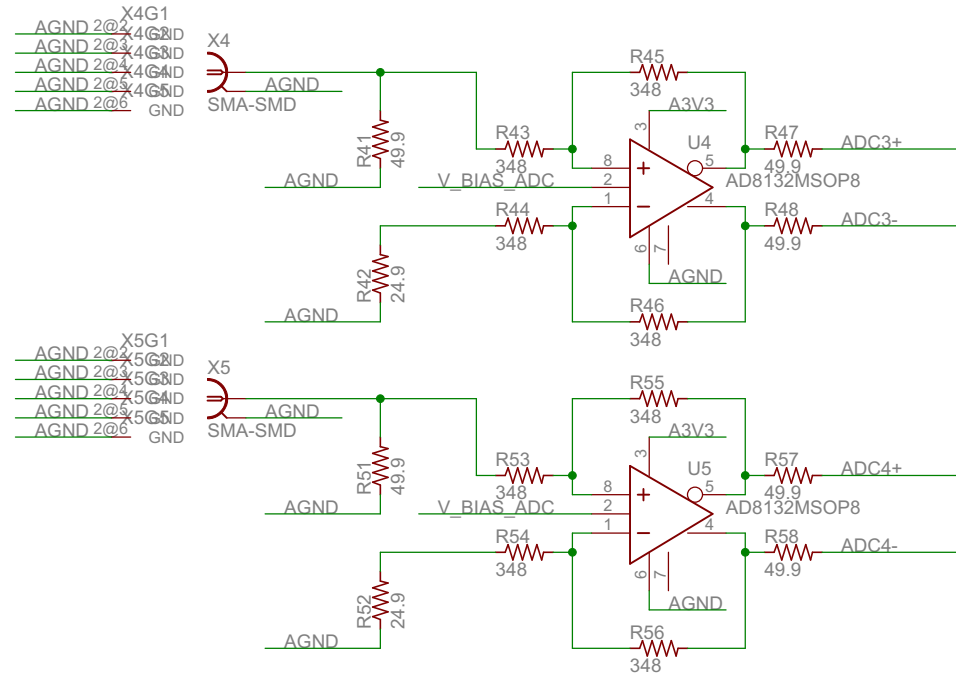 X4G1
AGND 2@2 X4G2 GND
AGND 2@3 X4G3 GND
AGND 2@4 X4G4 GND
AGND 2@5 X4G5 GND
AGND 2@6 GND
X4
AGND
SMA-SMD
R41
49.9
AGND
R42
24.9
AGND
R43
348
V_BIAS_ADC
R44
348
R45
348
A3V3
3
U4
8
2
1
5
4
6
7
AD8132MSOP8
AGND
R46
348
R47
49.9
ADC3+
R48
49.9
ADC3-
X5G1
AGND 2@2 X5G2 GND
AGND 2@3 X5G3 GND
AGND 2@4 X5G4 GND
AGND 2@5 X5G5 GND
AGND 2@6 GND
X5
AGND
SMA-SMD
R51
49.9
AGND
R52
24.9
AGND
R53
348
V_BIAS_ADC
R54
348
R55
348
A3V3
3
U5
8
2
1
5
4
6
7
AD8132MSOP8
AGND
R56
348
R57
49.9
ADC4+
R58
49.9
ADC4-